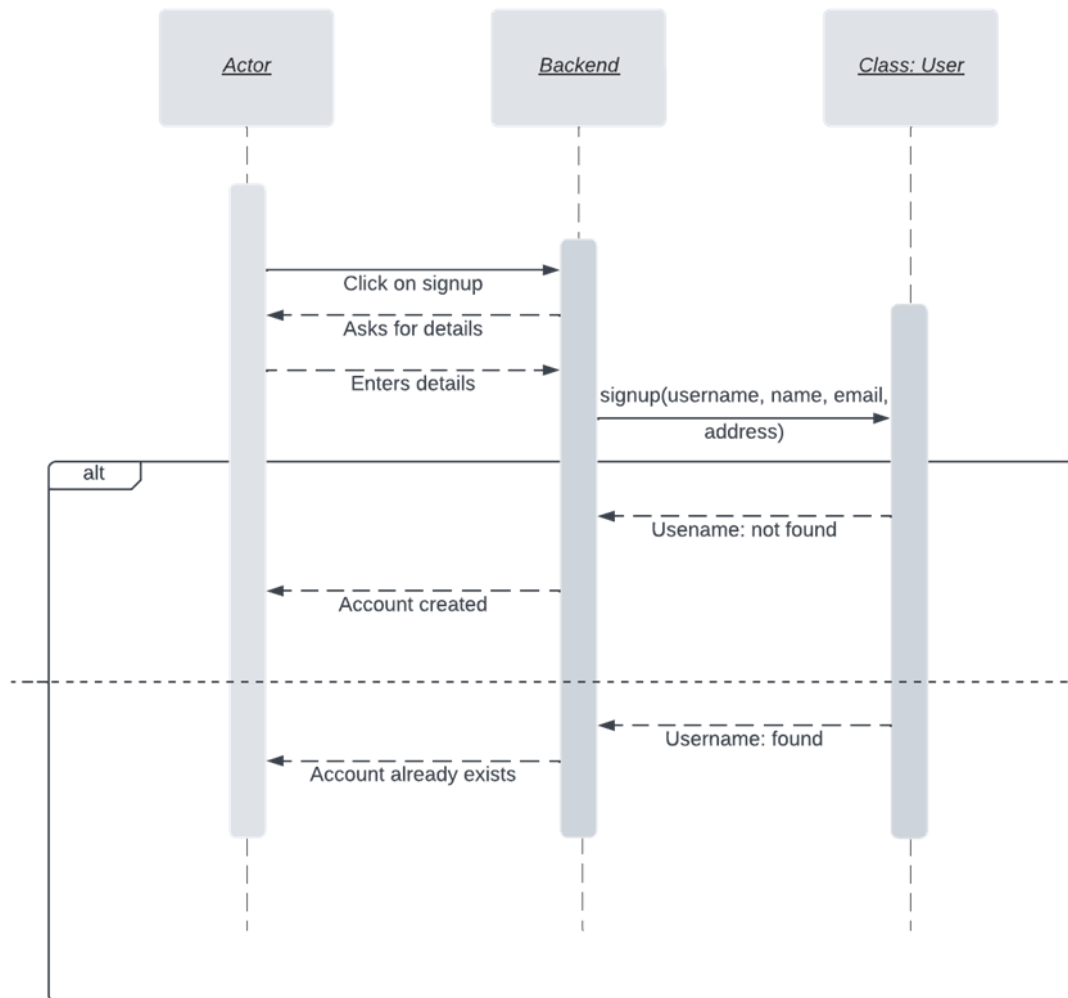 Actor
Backend
Class: User
Click on signup
Asks for details
Enters details
signup(username, name, email,
address)
alt
Usename: not found
Account created
Username: found
Account already exists